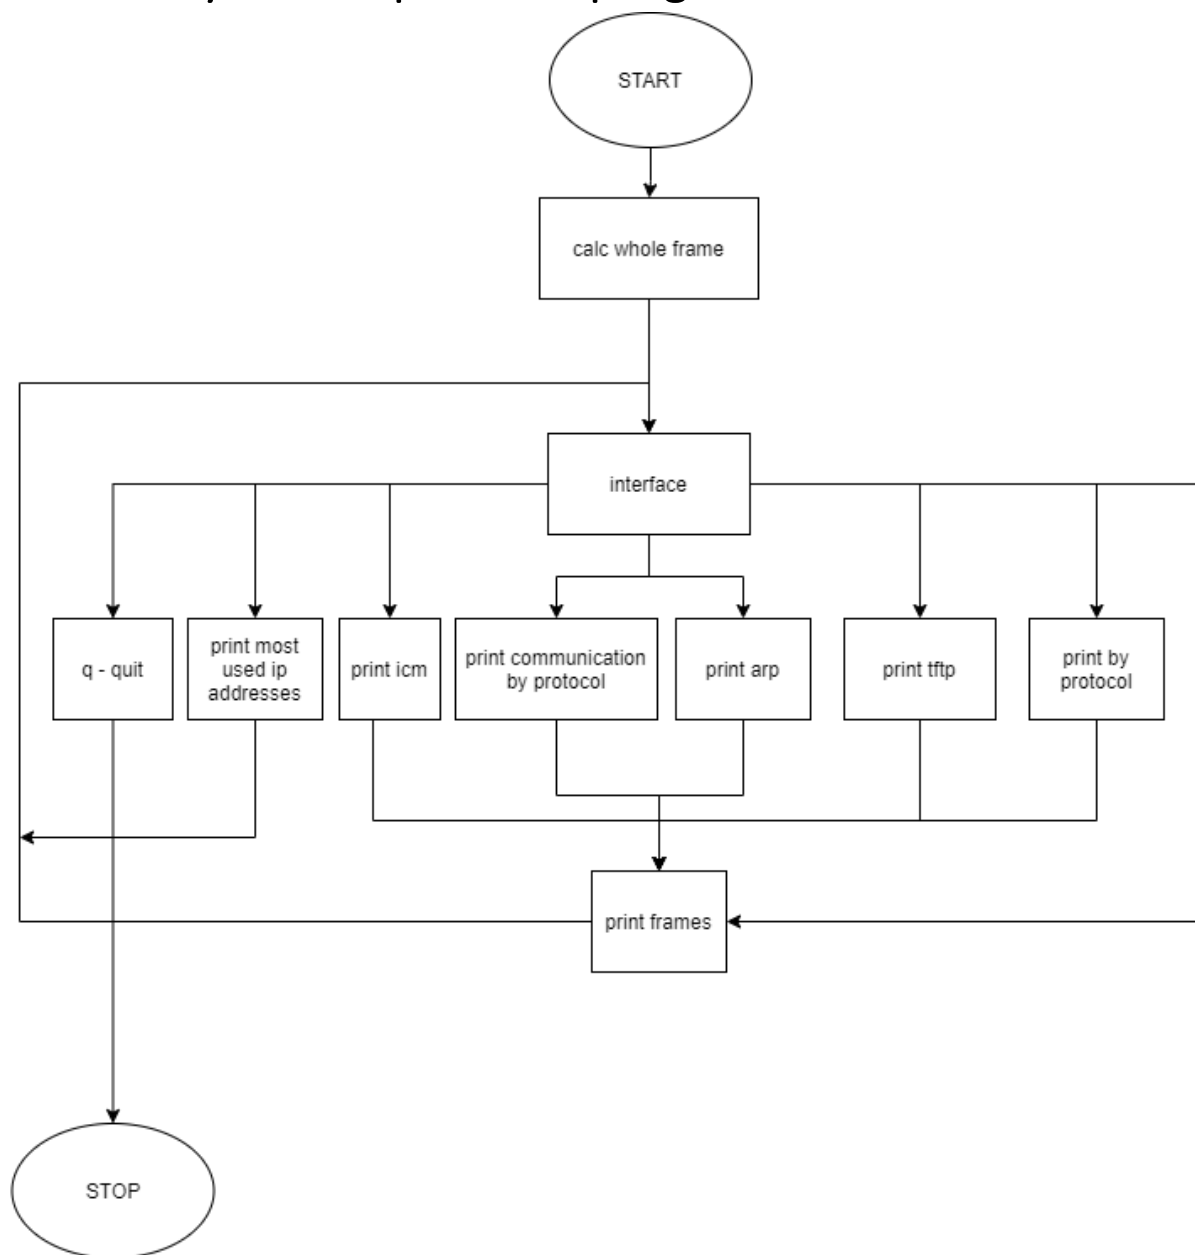 START
calc whole frame
interface
q - quit
print most
used ip
addresses
print icm
print communication
by protocol
print arp
print tftp
print by
protocol
print frames
STOP